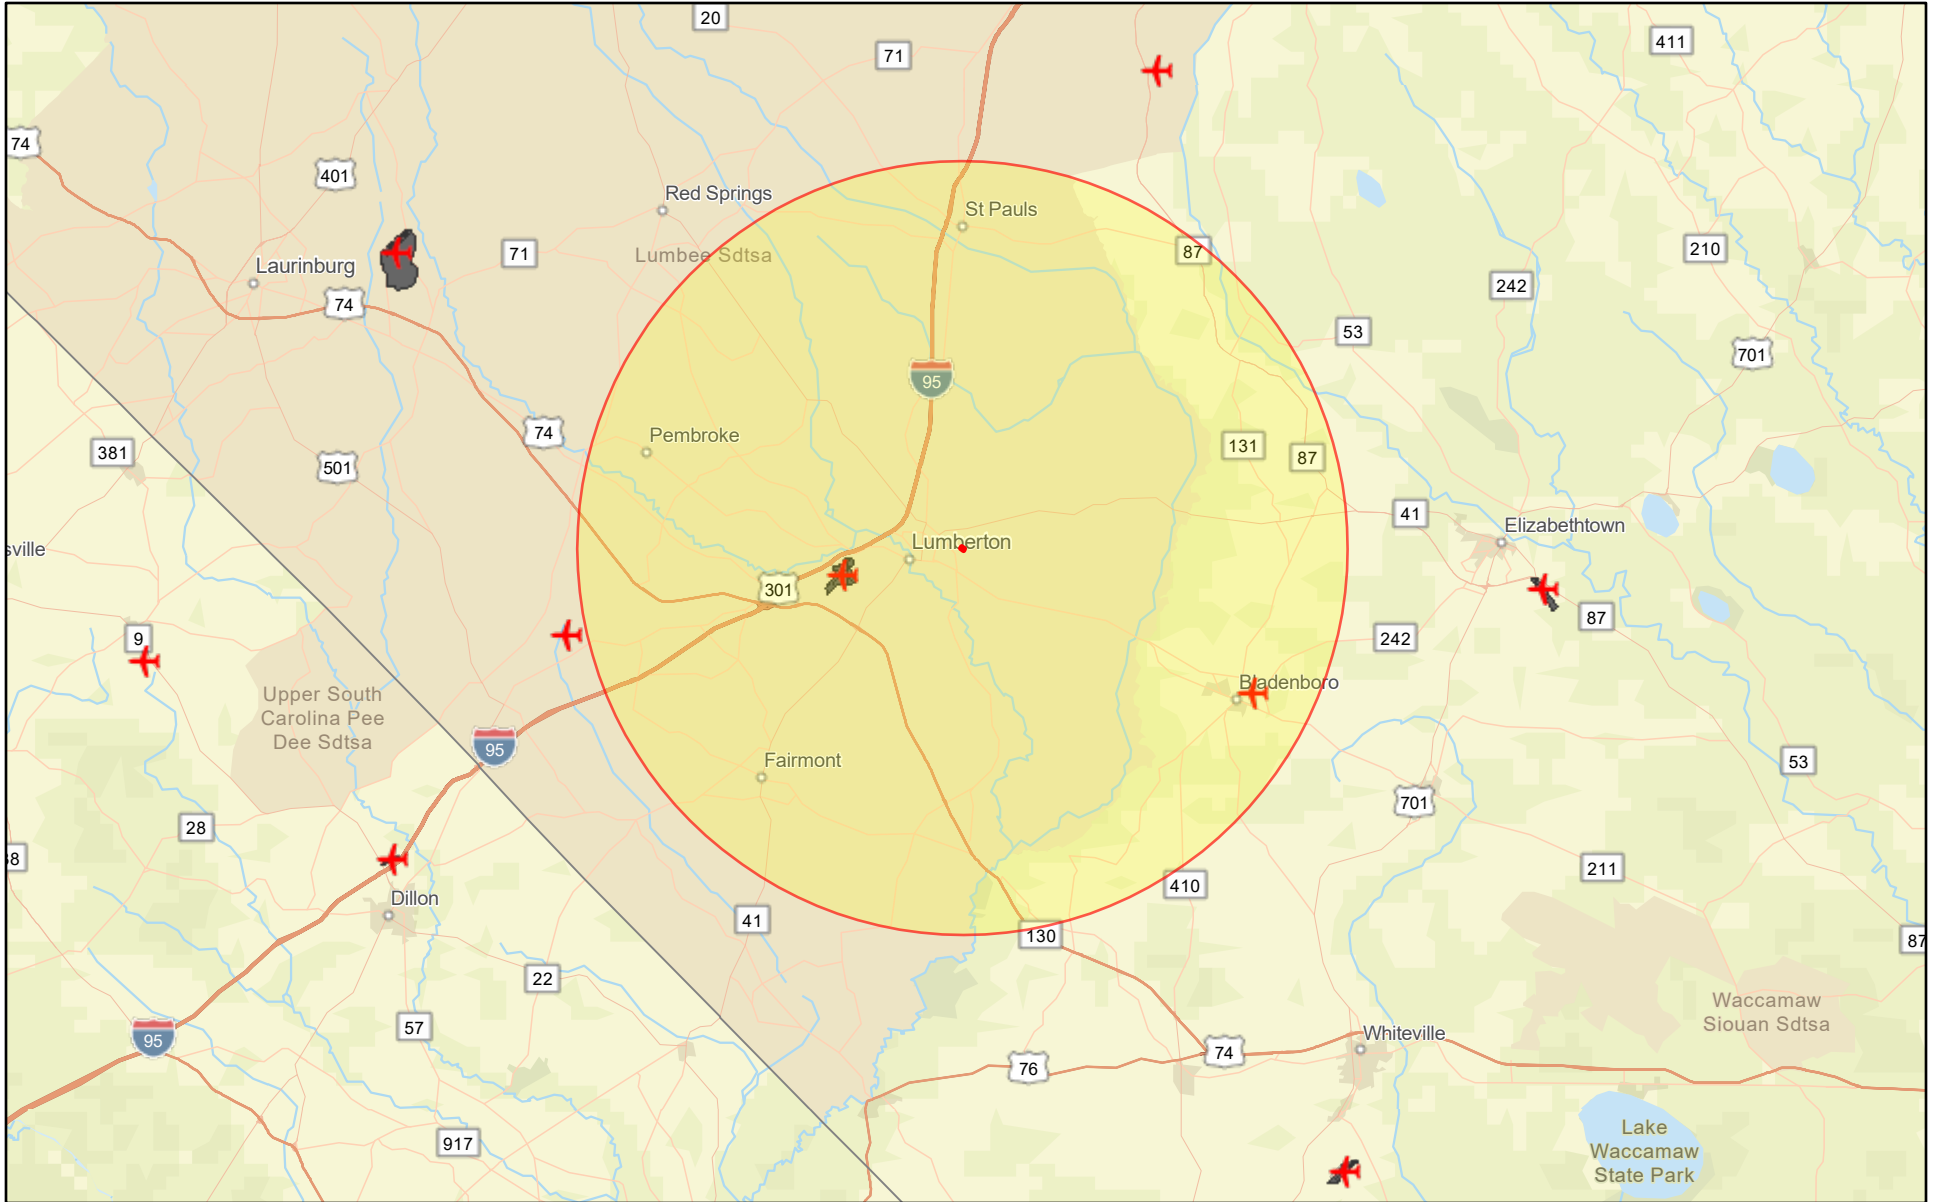 20
71
411
74
401
Red Springs
St Pauls
71
Lumbee Sdtsa
87
210
Laurinburg
242
74
53
701
95
74
Pembroke
131
87
381
501
41
Elizabethtown
sville
Lumberton
301
87
9
242
Upper South
Carolina Pee
Dee Sdtsa
Bladenboro
95
Fairmont
53
701
28
38
211
410
Dillon
41
130
87
22
Waccamaw
Siouan Sdtsa
57
95
Whiteville
74
76
917
Lake
Waccamaw
State Park